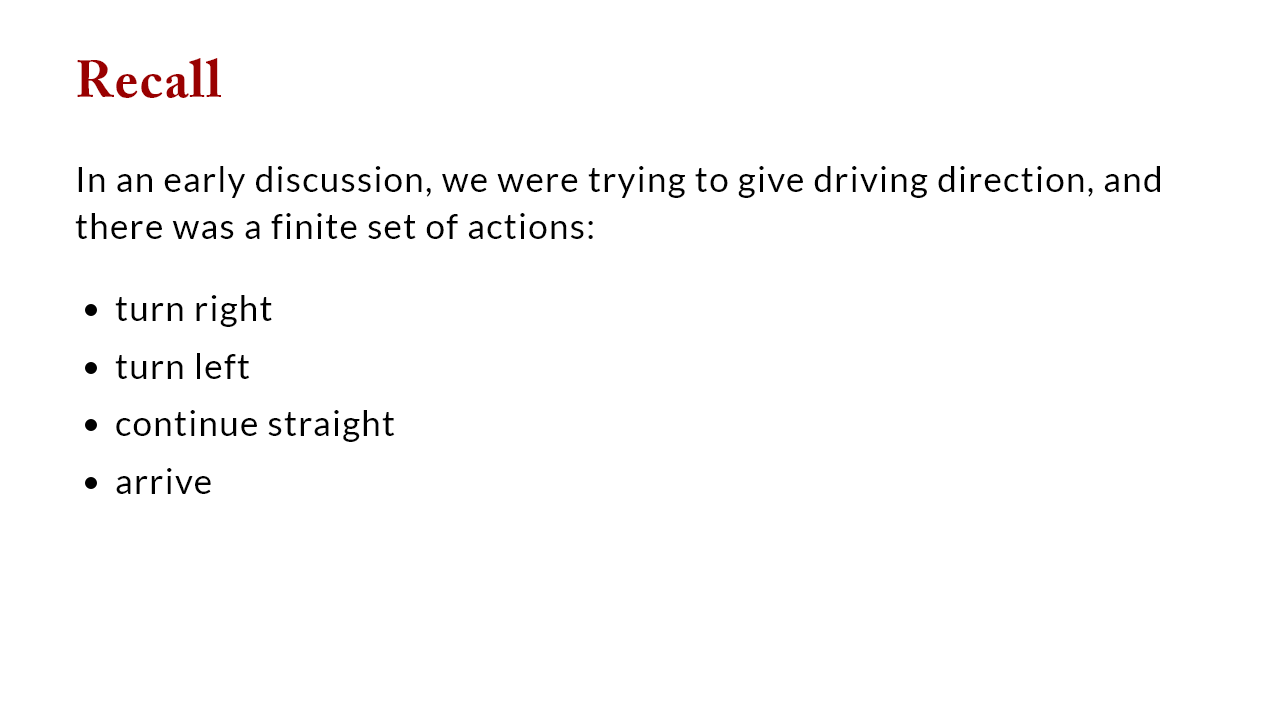 Recall
In an early discussion, we were trying to give driving direction, and
there was a finite set of actions:
• turn right
• turn left
• continue straight
• arrive